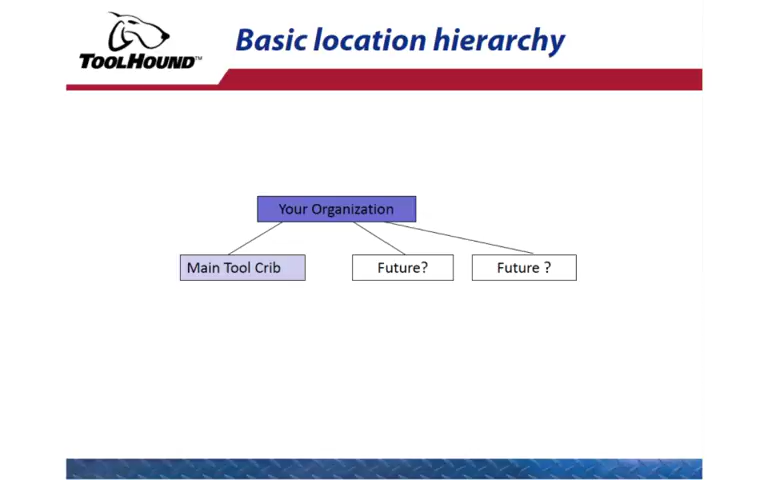 TOOLHOUND™
Basic location hierarchy
Your Organization
Main Tool Crib
Future?
Future ?